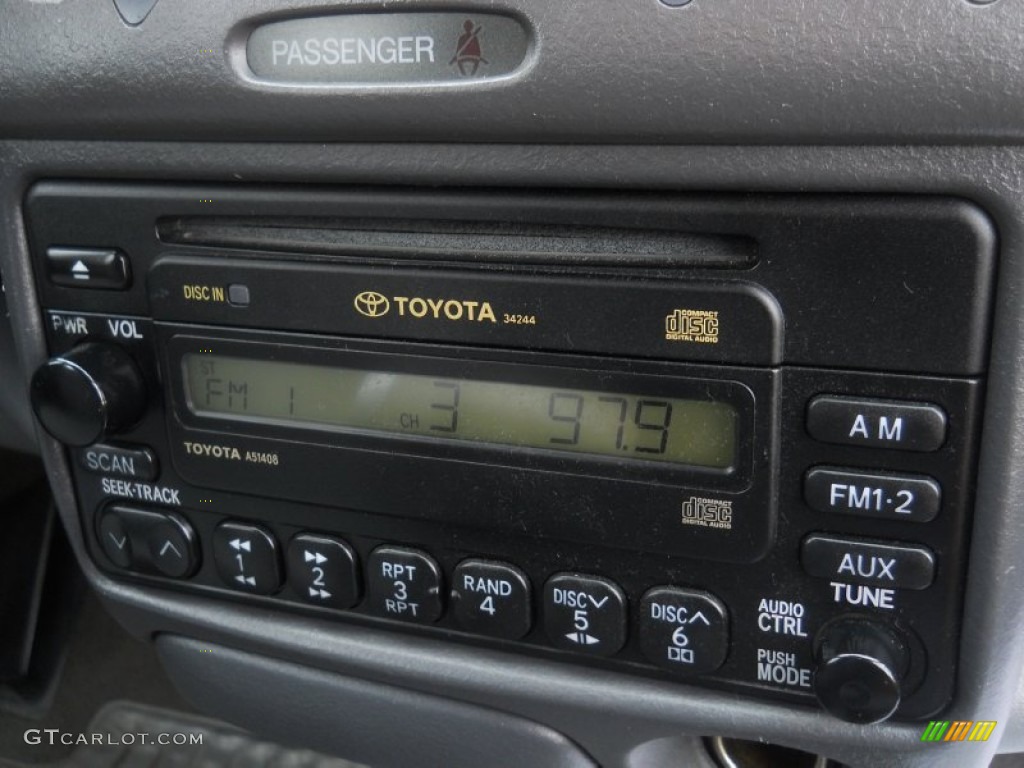 PASSENGER
DISC IN
TOYOTA 34244
COMPACT
disc
DIGITAL AUDIO
PWR VOL
ST
FM 1 CH 3 97.9
AM
TOYOTA A51408
SCAN
SEEK·TRACK
COMPACT
disc
DIGITAL AUDIO
FM1·2
AUX
TUNE
1
2
RPT
3
RPT
RAND
4
DISC
5
DISC
6
AUDIO
CTRL
PUSH
MODE
GTCARLOT.COM